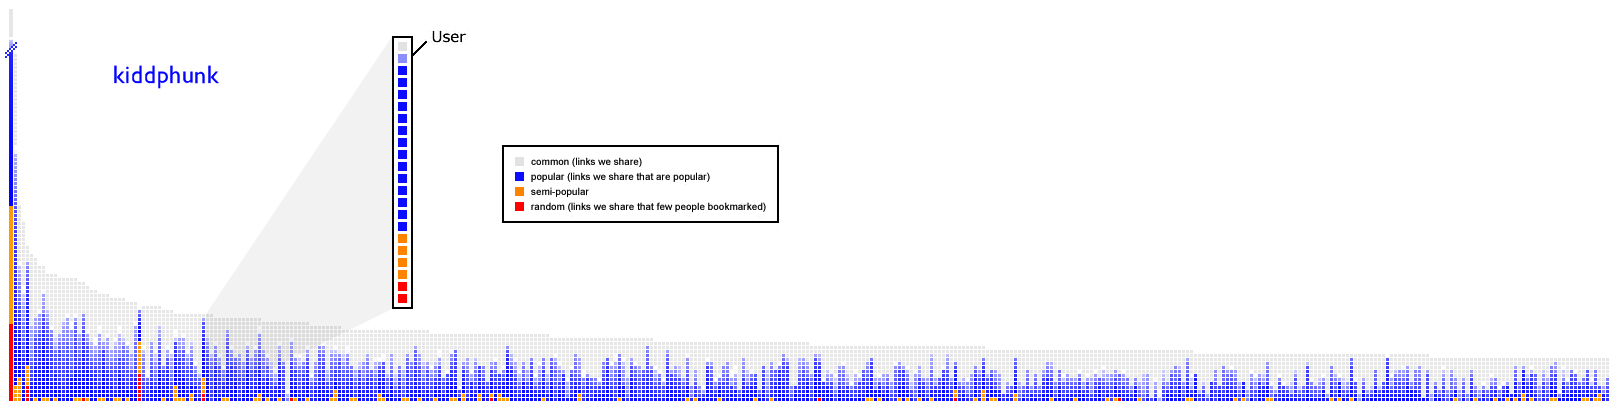 User
kiddphunk
common (links we share)
popular (links we share that are popular)
semi-popular
random (links we share that few people bookmarked)